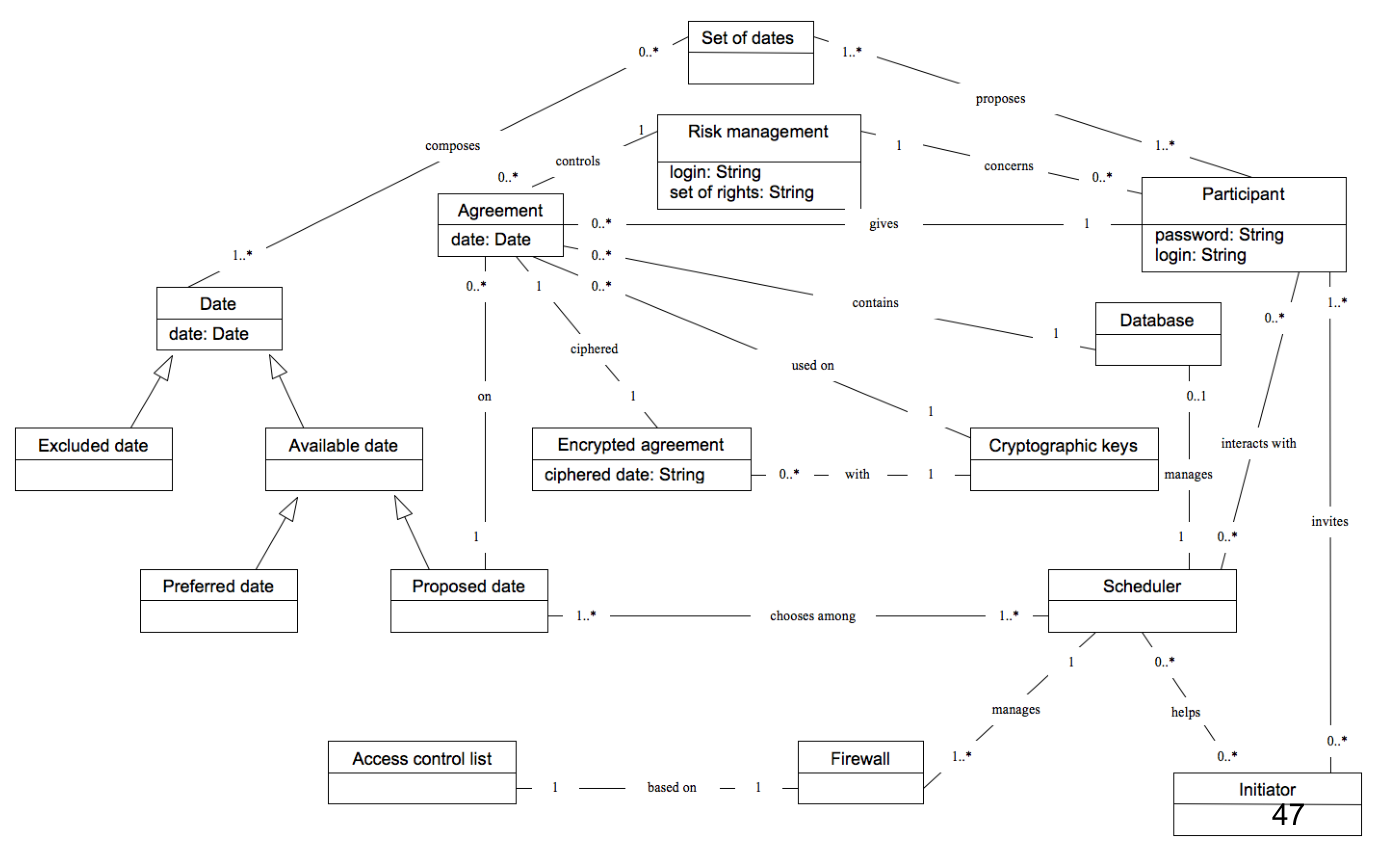 Set of dates
0..*
1..*
proposes
Risk management
login: String
set of rights: String
1
controls
0..*
composes
1
concerns
0..*
1..*
Participant
password: String
login: String
Agreement
date: Date
0..*
gives
1
0..*
contains
1
0..*
used on
1
1..*
Date
date: Date
0..*
on
1
1
ciphered
1
Database
0..1
manages
1
0..*
interacts with
0..*
1..*
invites
0..*
Excluded date
Available date
Encrypted agreement
ciphered date: String
0..*
with
1
Cryptographic keys
Preferred date
Proposed date
1..*
chooses among
1..*
Scheduler
1
manages
1..*
0..*
helps
0..*
Access control list
1
based on
1
Firewall
Initiator
47